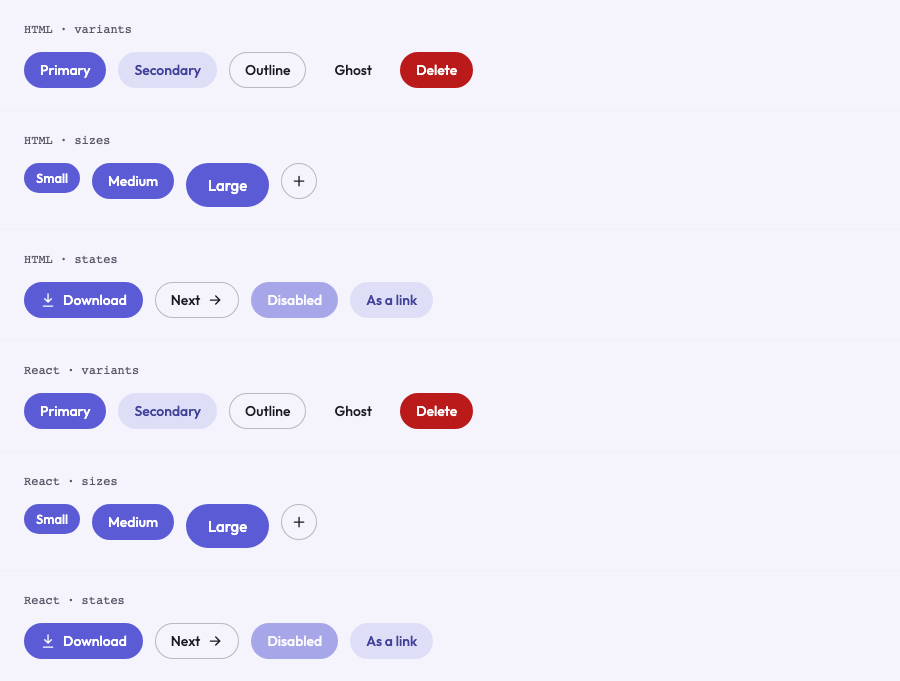 HTML · variants
Primary Secondary Outline Ghost Delete
HTML · sizes
Small Medium Large +
HTML · states
Download Next → Disabled As a link
React · variants
Primary Secondary Outline Ghost Delete
React · sizes
Small Medium Large +
React · states
Download Next → Disabled As a link